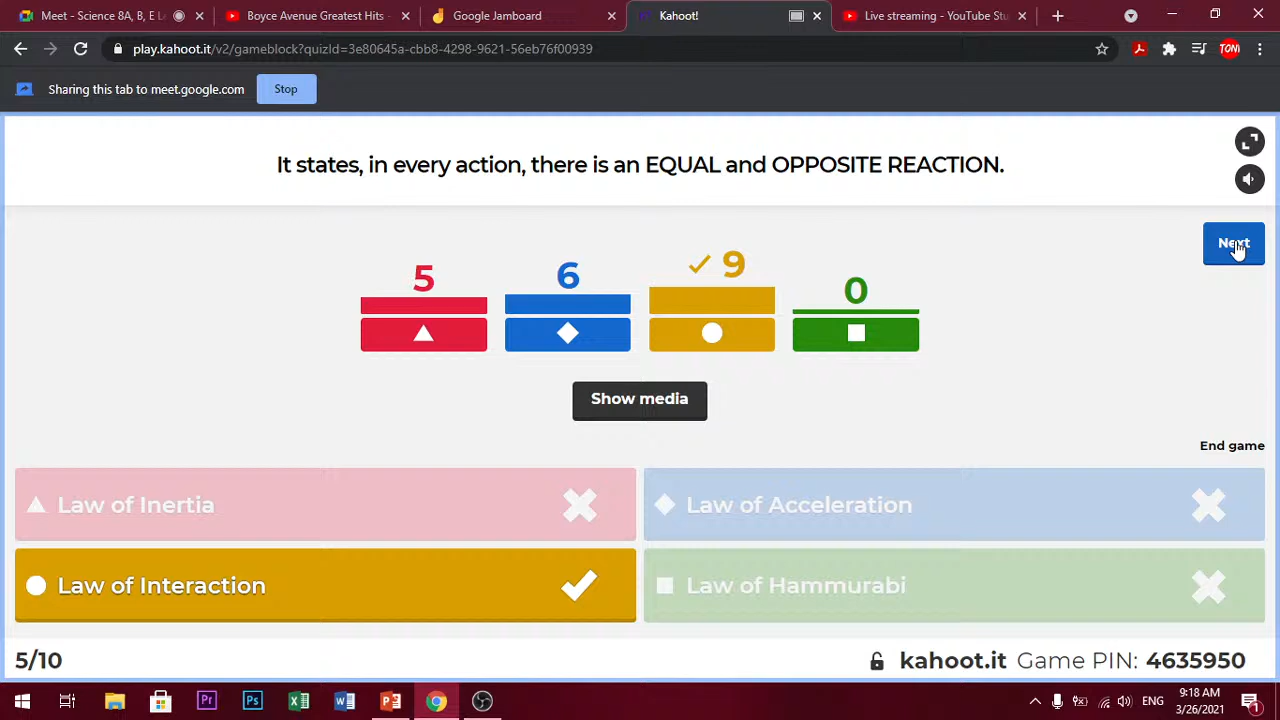 Meet - Science 8A, B, E L
Boyce Avenue Greatest Hits -
Google Jamboard
Kahoot!
Live streaming - YouTube Stu
play.kahoot.it/v2/gameblock?quizId=3e80645a-cbb8-4298-9621-56eb76f00939
TONI
Sharing this tab to meet.google.com
Stop
It states, in every action, there is an EQUAL and OPPOSITE REACTION.
Next
5
6
9
0
Show media
End game
Law of Inertia
Law of Acceleration
Law of Interaction
Law of Hammurabi
5/10
kahoot.it Game PIN: 4635950
Pr
Ps
ENG
9:18 AM
3/26/2021
1